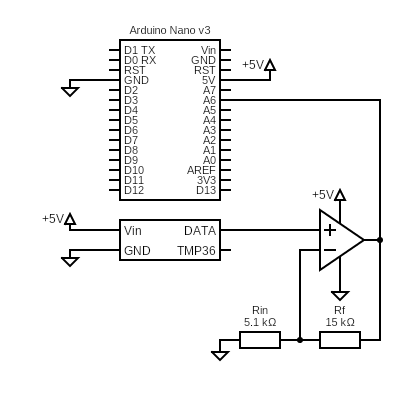 Arduino Nano v3
D1 TX Vin
D0 RX GND
RST RST
GND 5V
D2 A7
D3 A6
D4 A5
D5 A4
D6 A3
D7 A2
D8 A1
D9 A0
D10 AREF
D11 3V3
D12 D13
+5V
+5V
+5V
Vin DATA
GND TMP36
+
−
Rin
5.1 kΩ
Rf
15 kΩ